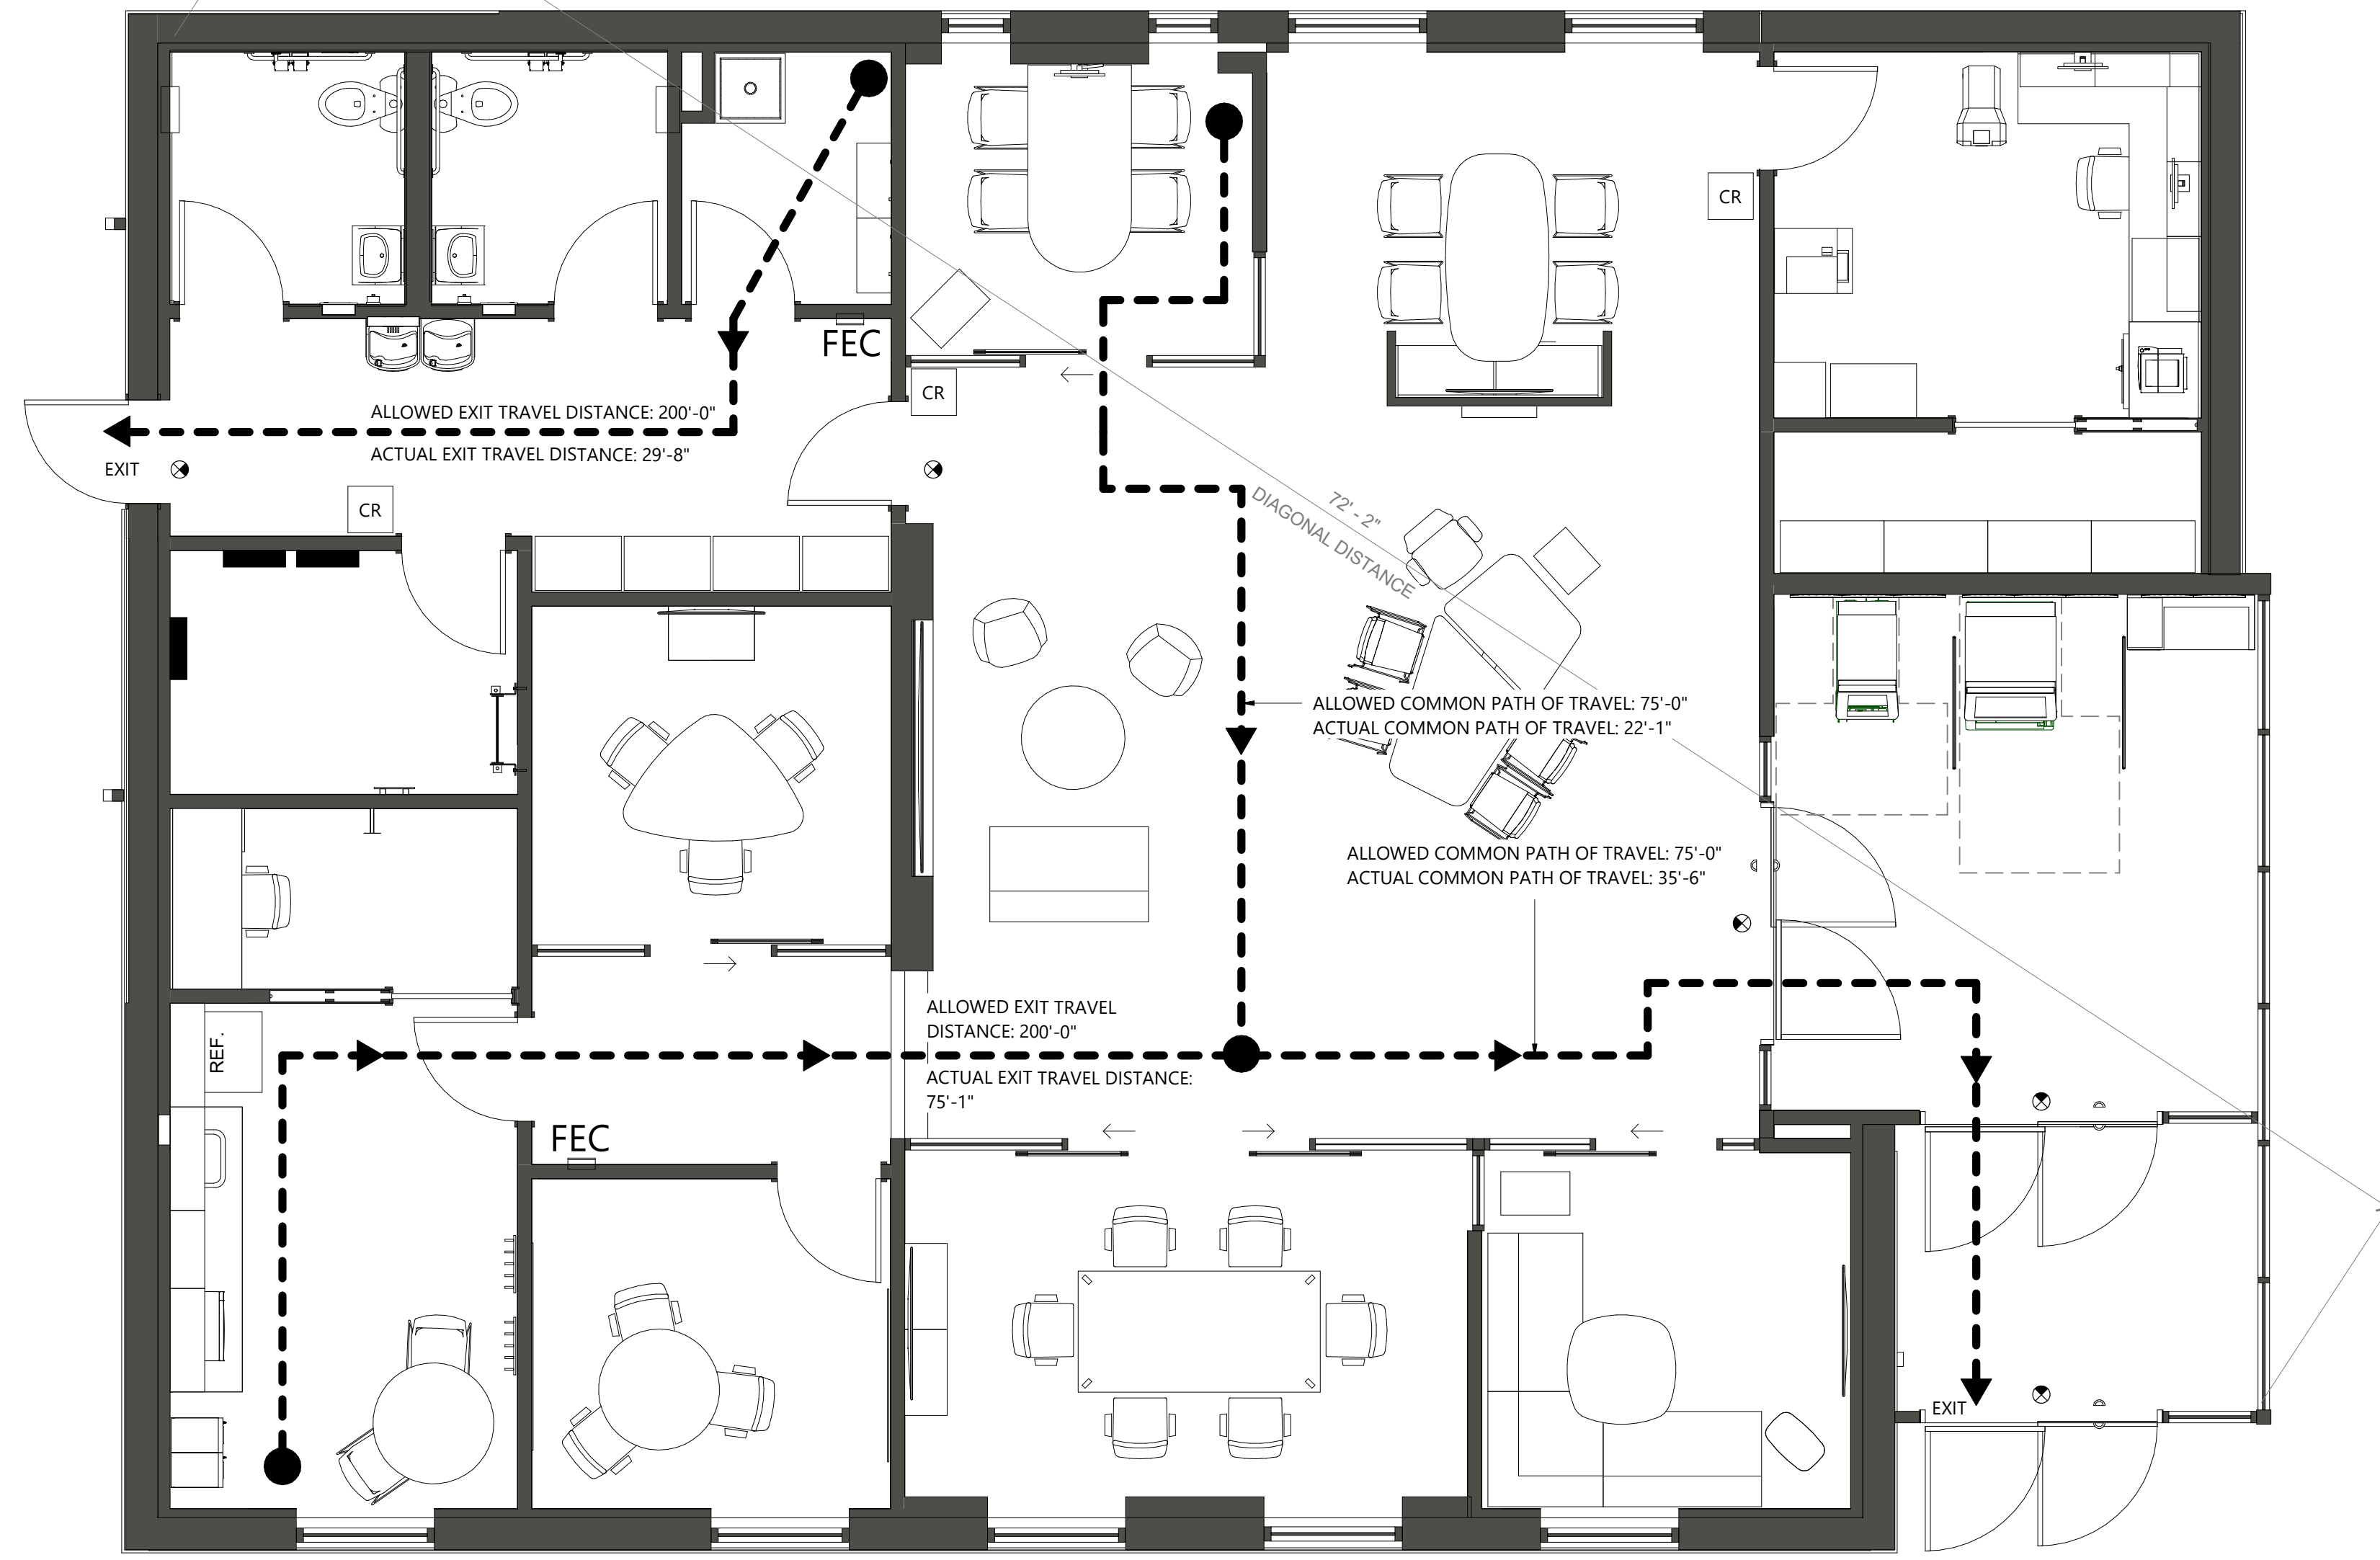 CR
FEC
CR
ALLOWED EXIT TRAVEL DISTANCE: 200'-0"
ACTUAL EXIT TRAVEL DISTANCE: 29'-8"
EXIT
CR
72' - 2"
DIAGONAL DISTANCE
ALLOWED COMMON PATH OF TRAVEL: 75'-0"
ACTUAL COMMON PATH OF TRAVEL: 22'-1"
ALLOWED COMMON PATH OF TRAVEL: 75'-0"
ACTUAL COMMON PATH OF TRAVEL: 35'-6"
ALLOWED EXIT TRAVEL
DISTANCE: 200'-0"
REF.
ACTUAL EXIT TRAVEL DISTANCE:
75'-1"
FEC
EXIT